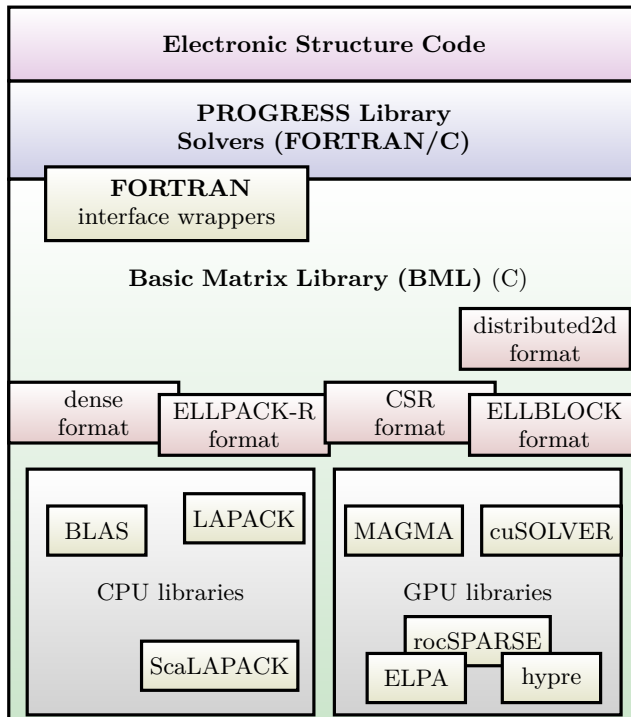 Electronic Structure Code
PROGRESS Library
Solvers (FORTRAN/C)
FORTRAN
interface wrappers
Basic Matrix Library (BML) (C)
distributed2d
format
dense
format
ELLPACK-R
format
CSR
format
ELLBLOCK
format
BLAS
LAPACK
CPU libraries
ScaLAPACK
MAGMA
cuSOLVER
GPU libraries
rocSPARSE
ELPA
hypre